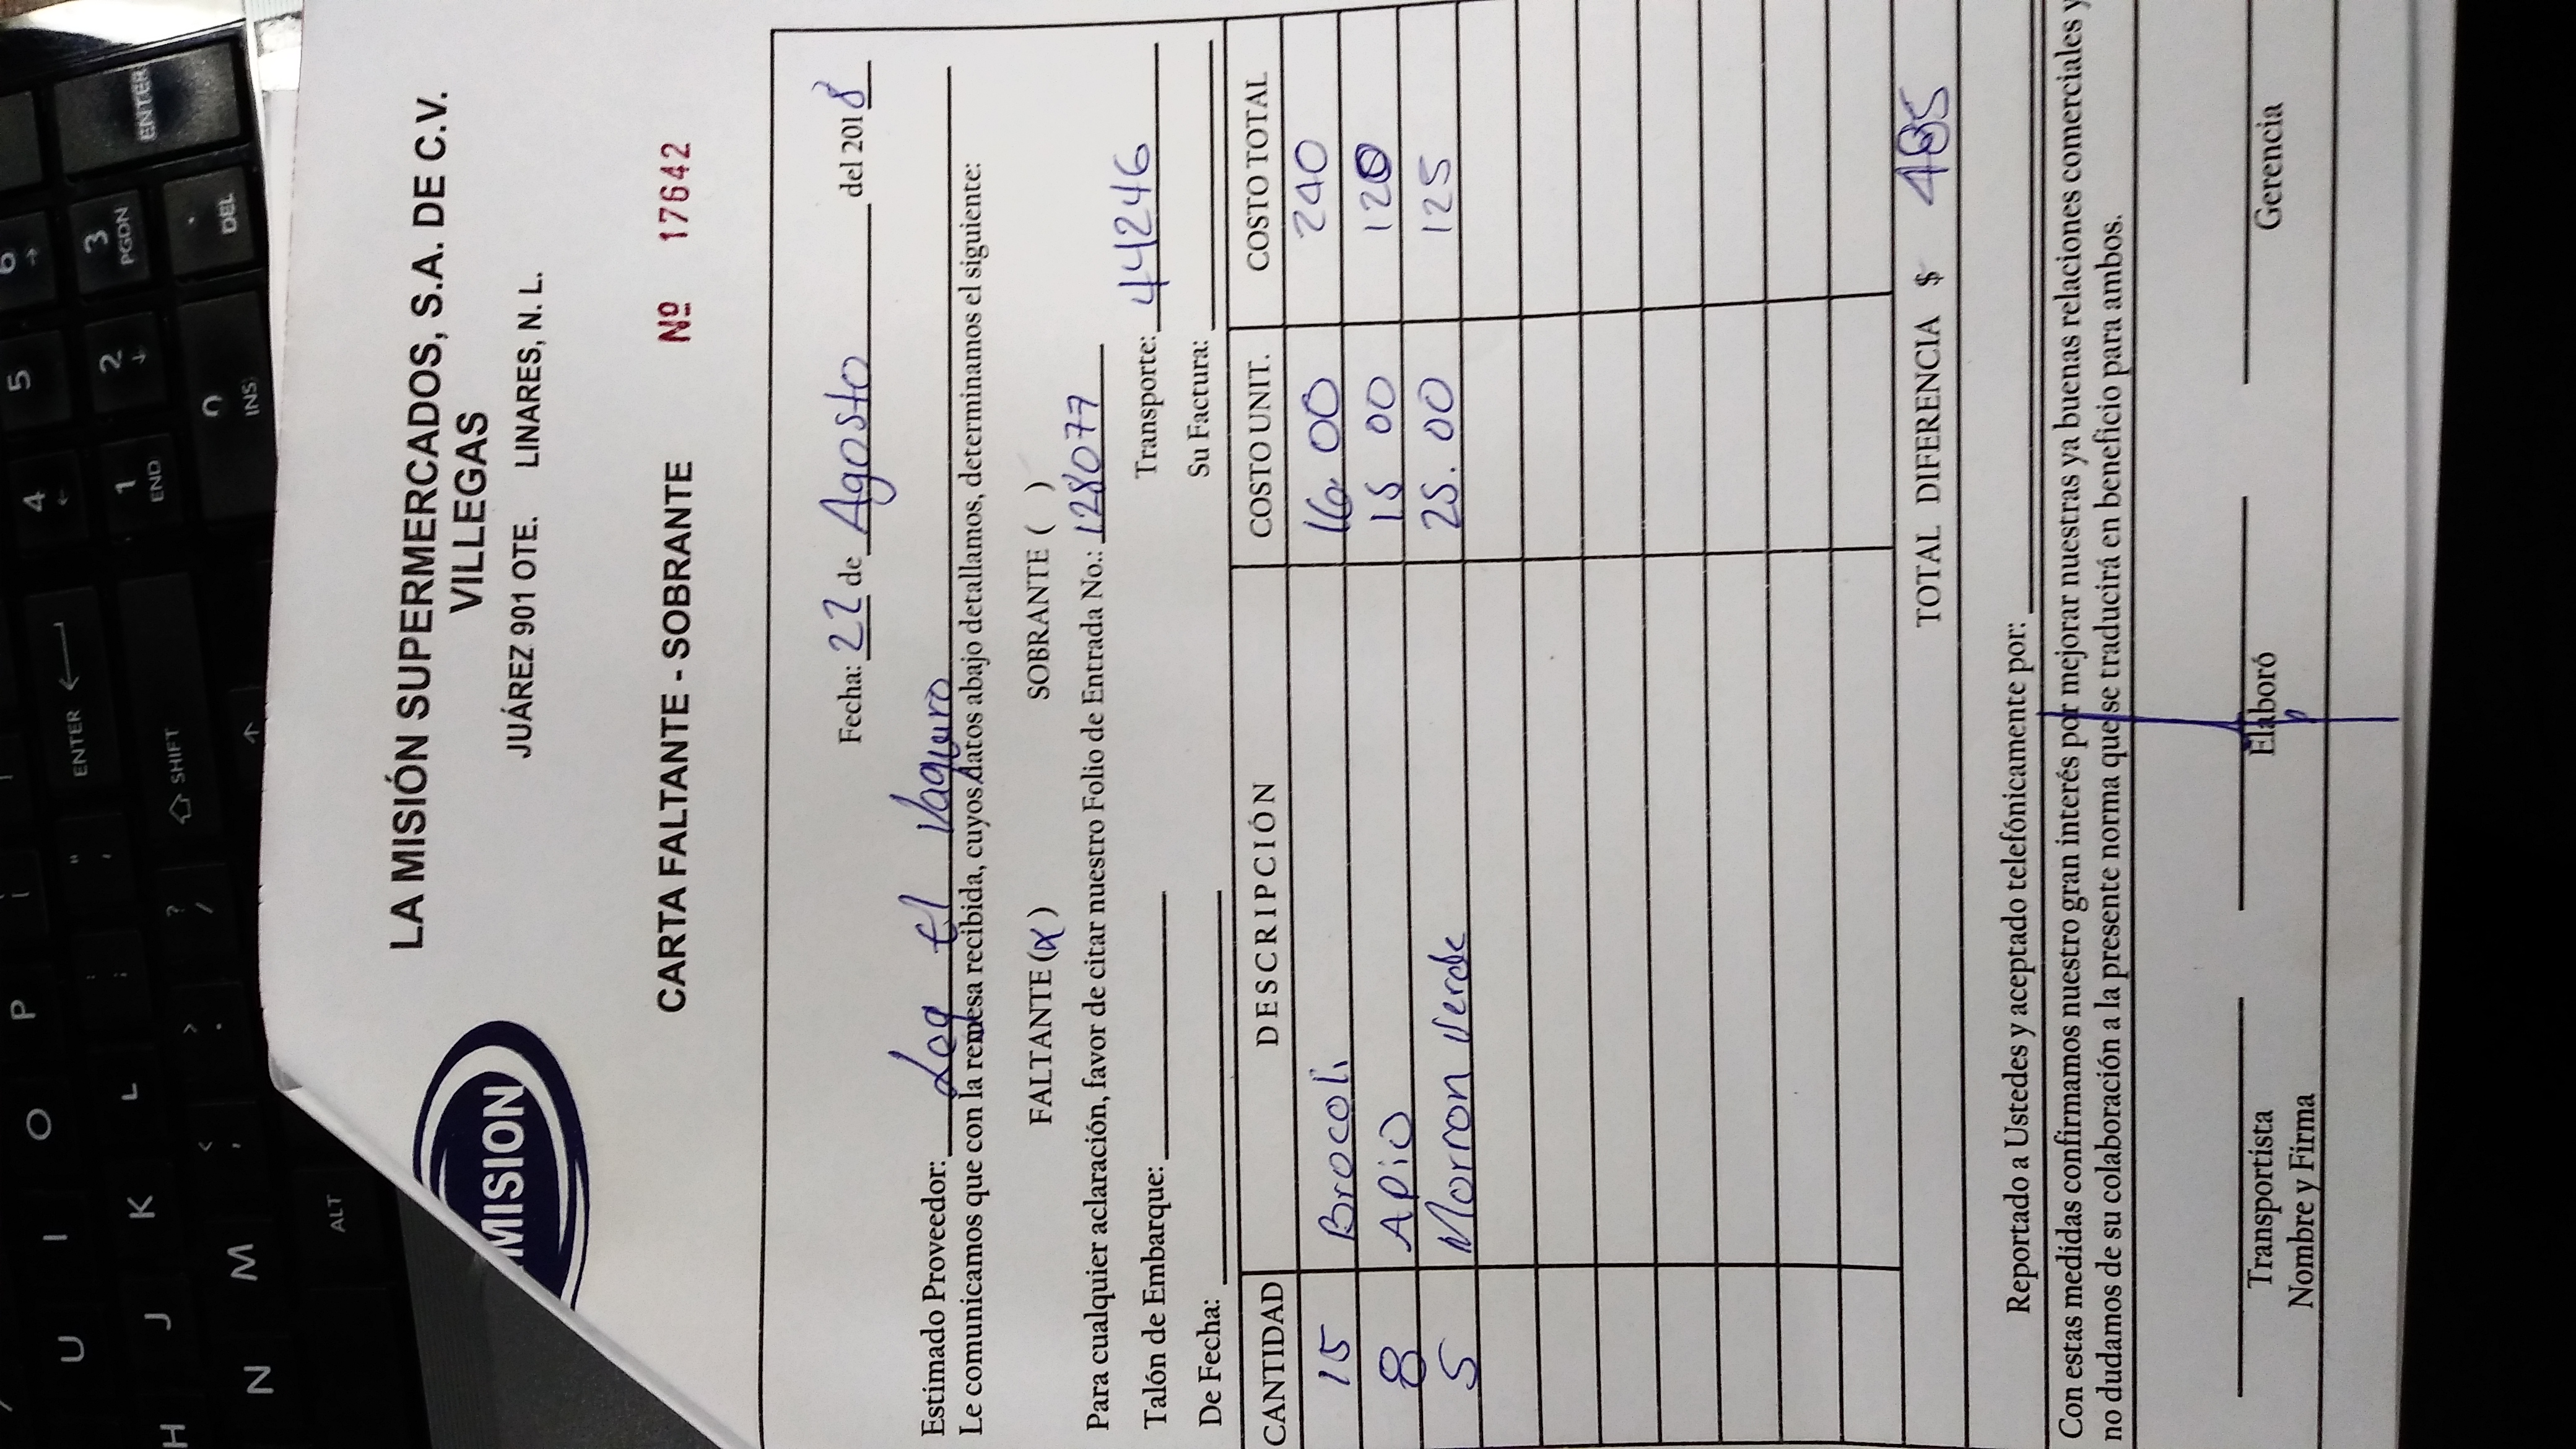 U I O P [ 4 5 6
H J K L : ; " ' ENTER 1 END 2 3 PGDN ENTER
N M < , > . ? / SHIFT 0 INS . DEL
ALT
MISION
LA MISIÓN SUPERMERCADOS, S.A. DE C.V.
VILLEGAS
JUÁREZ 901 OTE. LINARES, N. L.
CARTA FALTANTE - SOBRANTE Nº 17642
Fecha: 22 de Agosto del 2018
Estimado Proveedor: Log El Vaquero
Le comunicamos que con la remesa recibida, cuyos datos abajo detallamos, determinamos el siguiente:
FALTANTE (x) SOBRANTE ( )
Para cualquier aclaración, favor de citar nuestro Folio de Entrada No.: 128077
Talón de Embarque: Transporte: 44246
De Fecha: Su Factura:
CANTIDAD DESCRIPCIÓN COSTO UNIT. COSTO TOTAL
15 Brocoli 16.00 240
8 Apio 15 00 120
5 Morron Verde 25.00 125
TOTAL DIFERENCIA $ 485
Reportado a Ustedes y aceptado telefónicamente por:
Con estas medidas confirmamos nuestro gran interés por mejorar nuestras ya buenas relaciones comerciales y
no dudamos de su colaboración a la presente norma que se traducirá en beneficio para ambos.
Transportista Elaboró Gerencia
Nombre y Firma